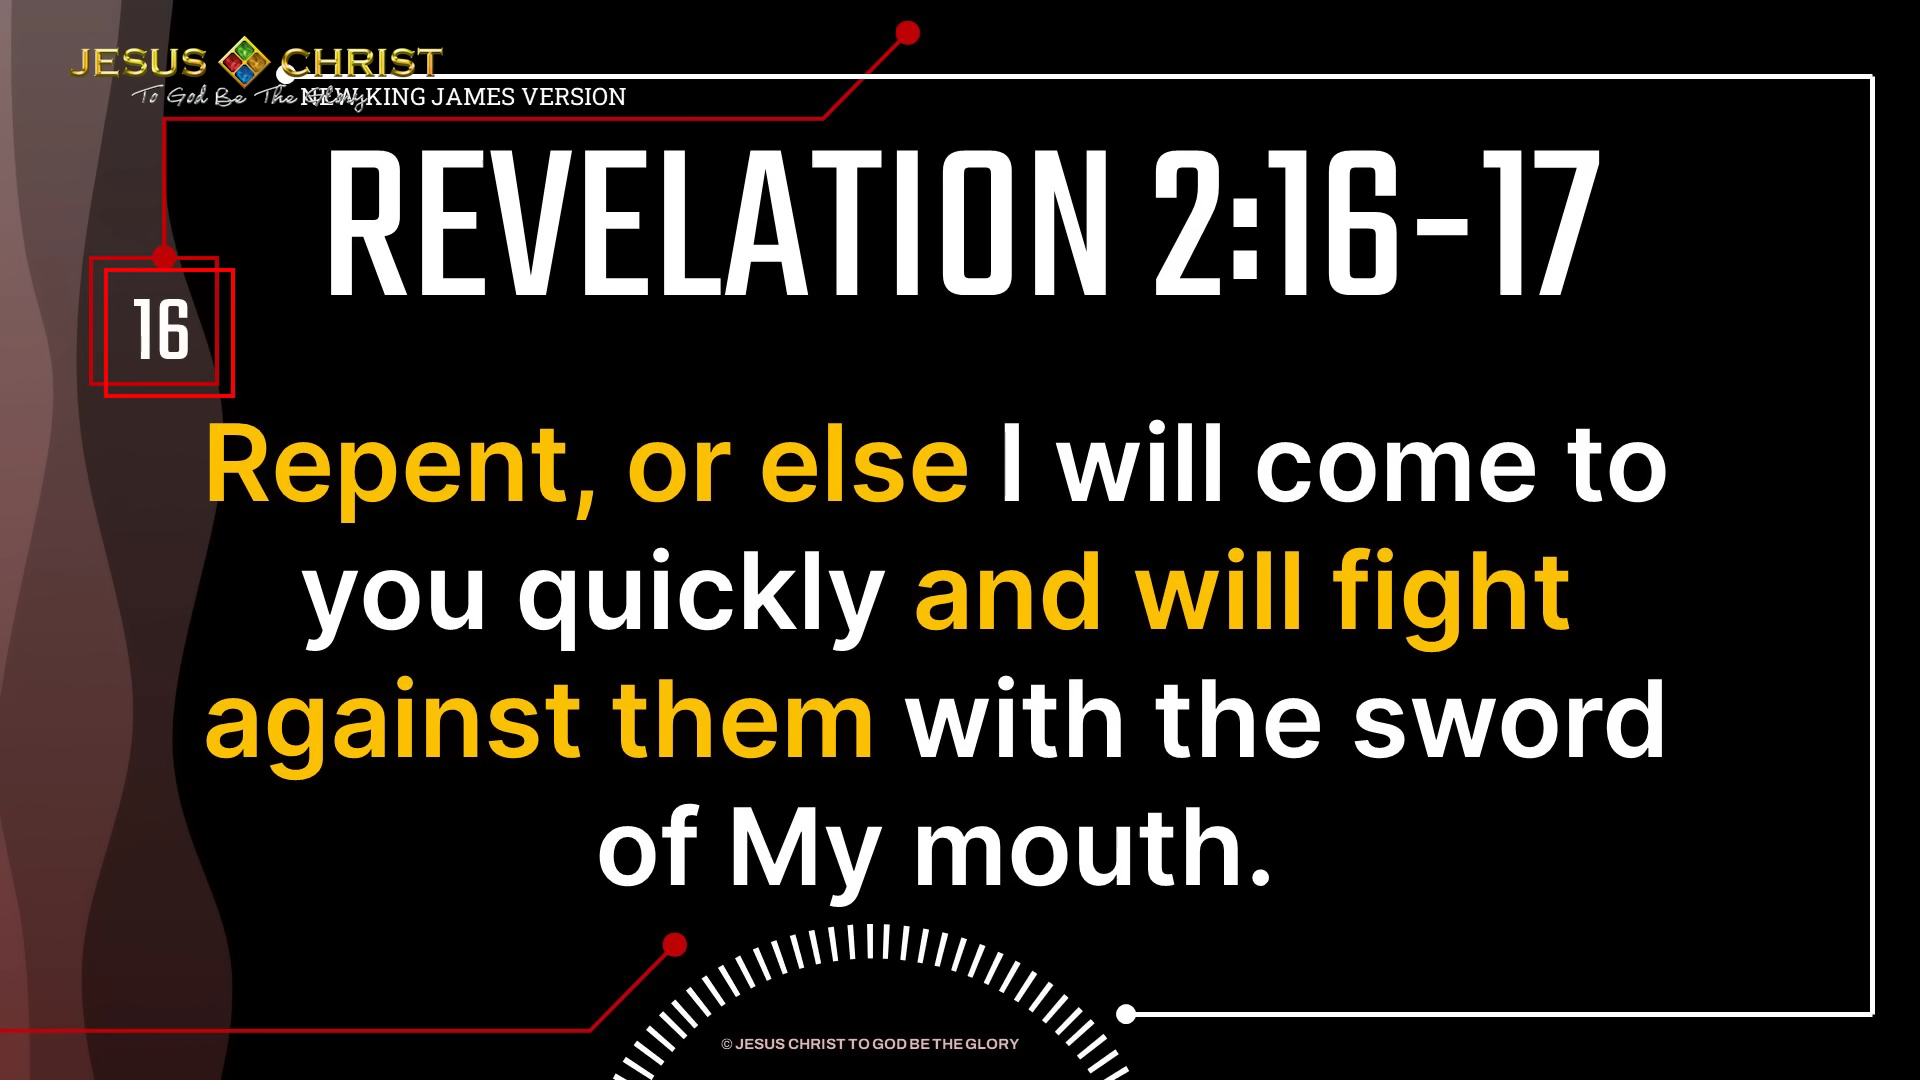 JESUS CHRIST
To God Be The Glory
NEW KING JAMES VERSION
REVELATION 2:16-17
16
Repent, or else I will come to
you quickly and will fight
against them with the sword
of My mouth.
© JESUS CHRIST TO GOD BE THE GLORY